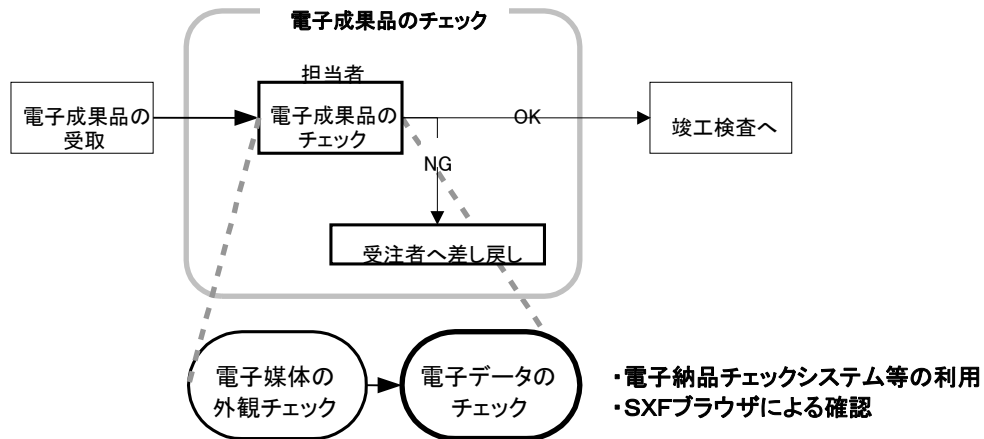 電子成果品のチェック
担当者
電子成果品の
受取
電子成果品の
チェック
OK
竣工検査へ
NG
受注者へ差し戻し
電子媒体の
外観チェック
電子データの
チェック
・電子納品チェックシステム等の利用
・SXFブラウザによる確認